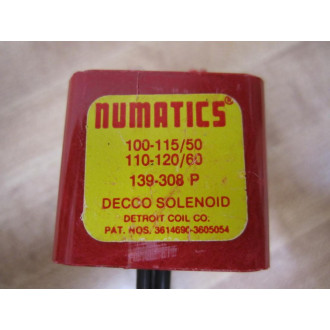 NUMATICS®
100-115/50
110-120/60
139-308 P
DECCO SOLENOID
DETROIT COIL CO.
PAT. NOS. 3614690-3605054